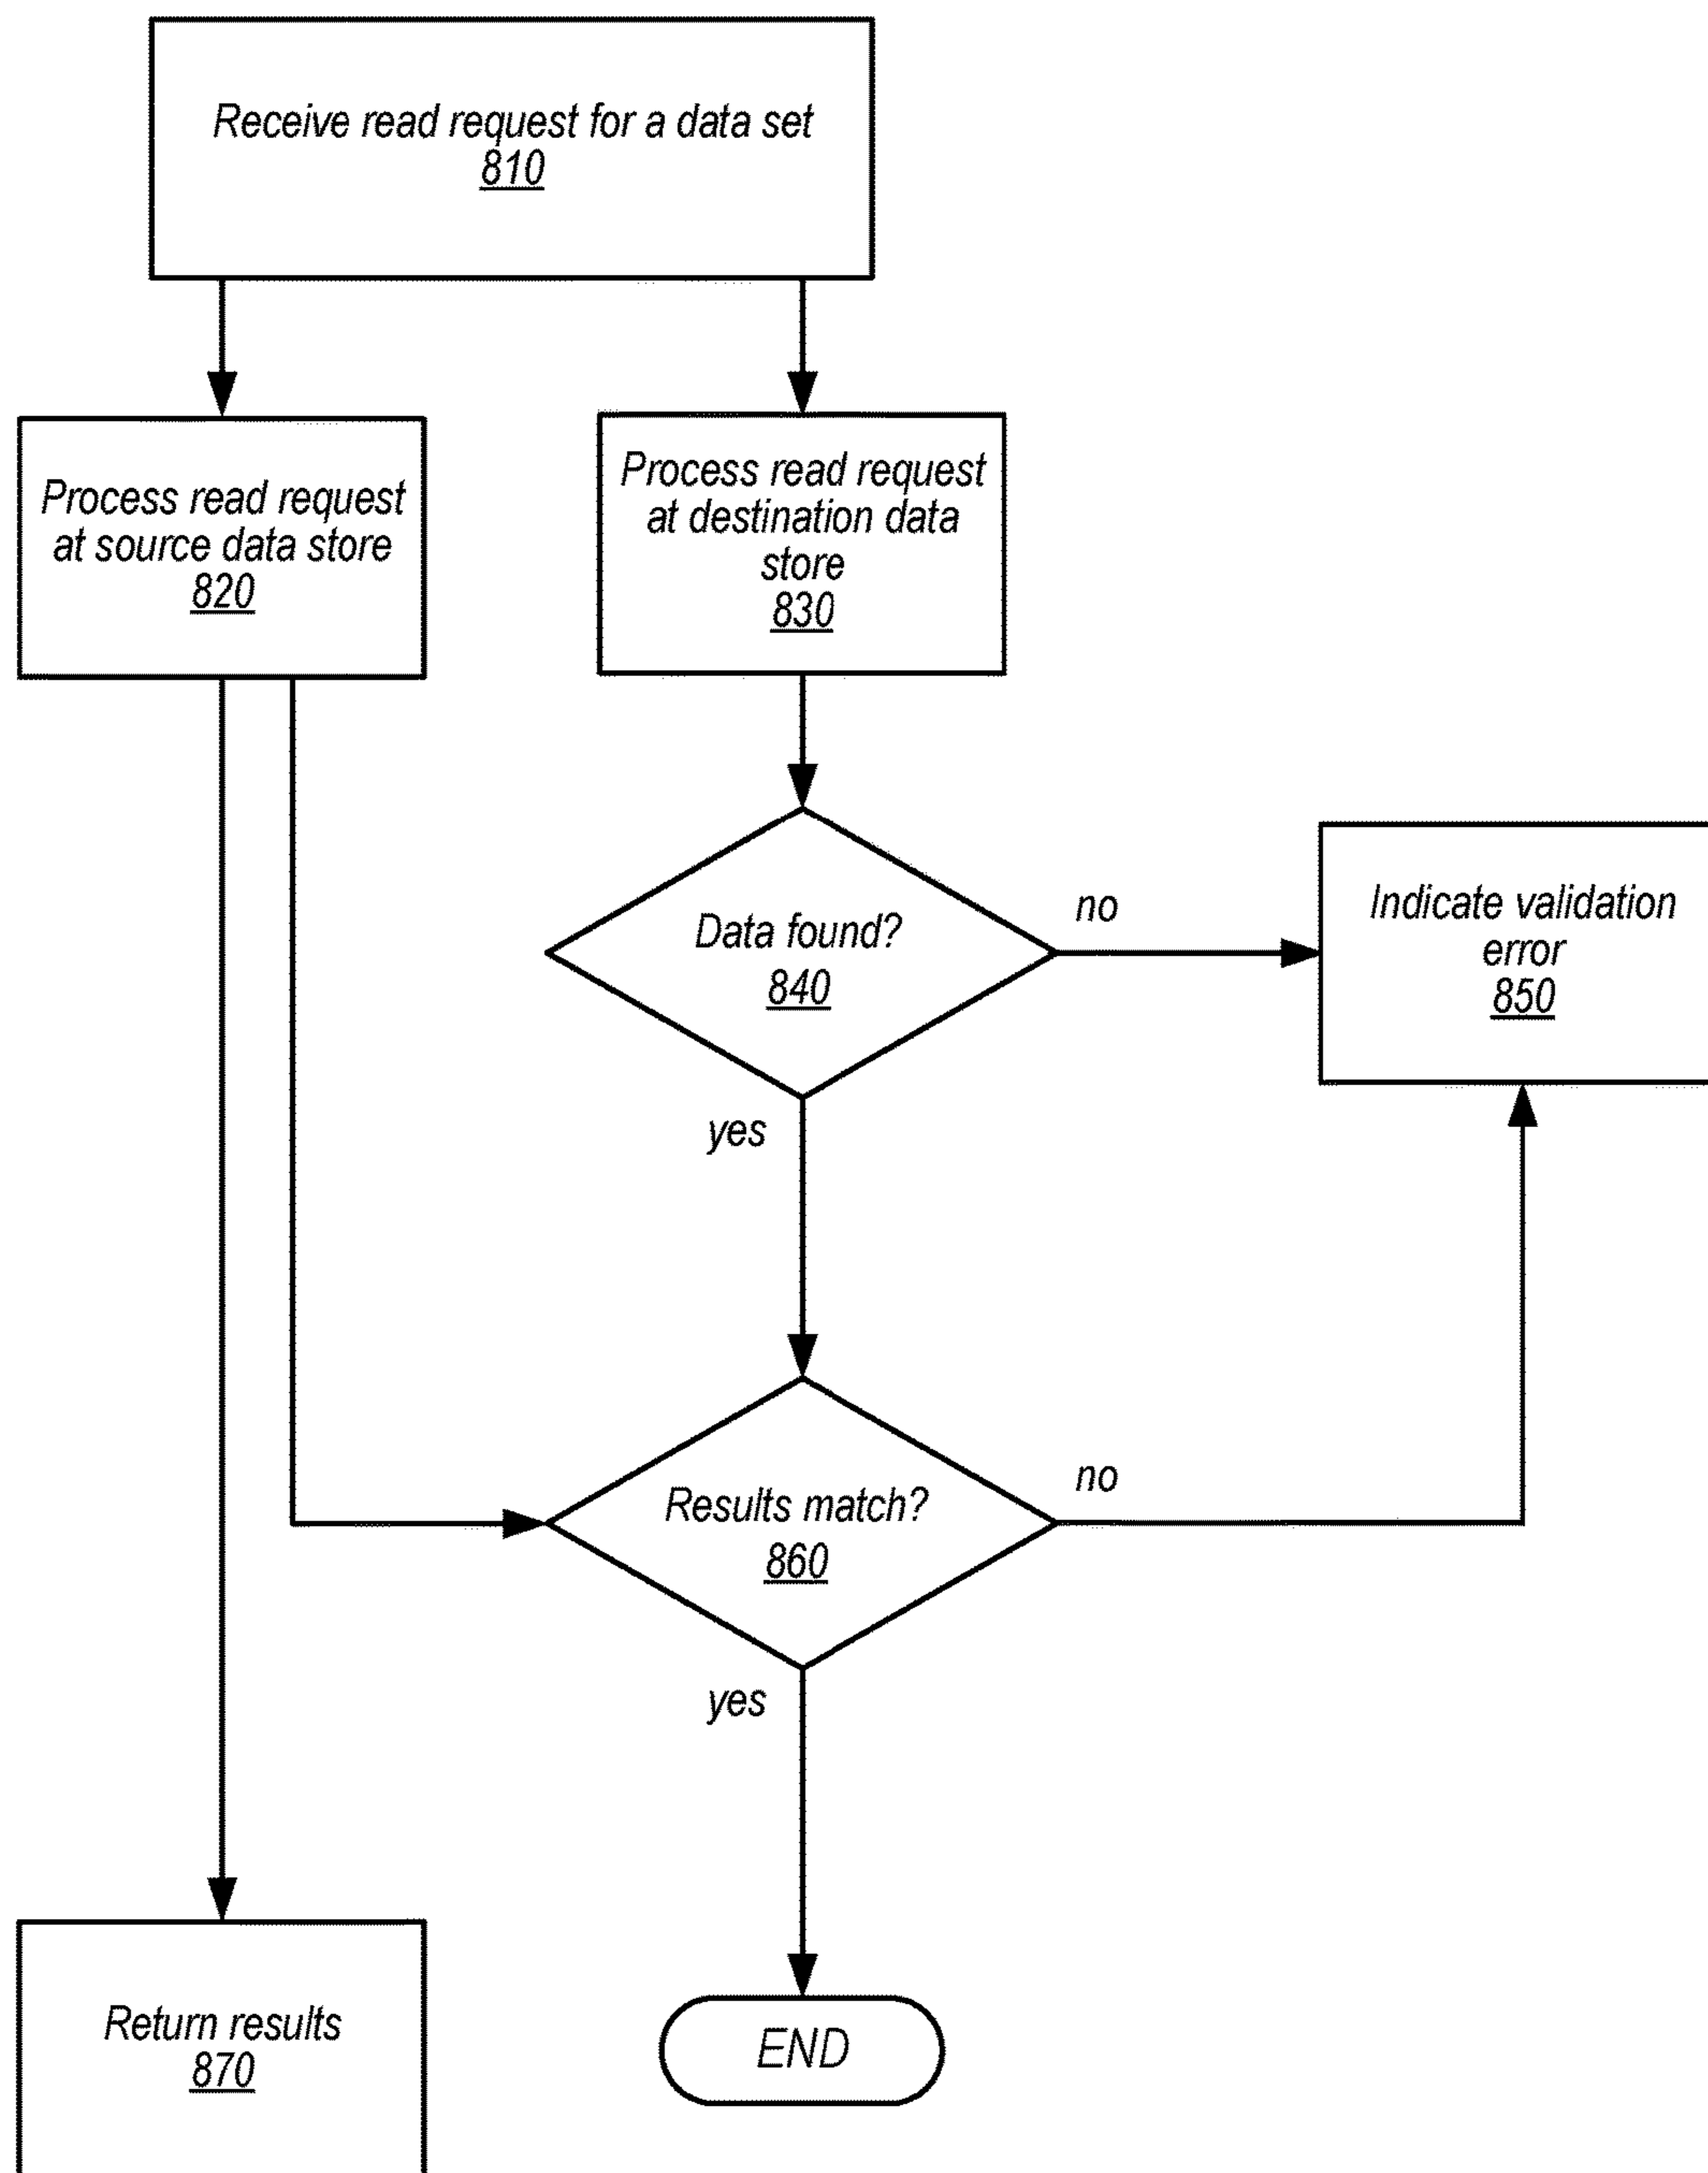 Receive read request for a data set
810
Process read request
at source data store
820
Process read request
at destination data
store
830
Data found?
840
no
Indicate validation
error
850
yes
Results match?
860
no
yes
Return results
870
END